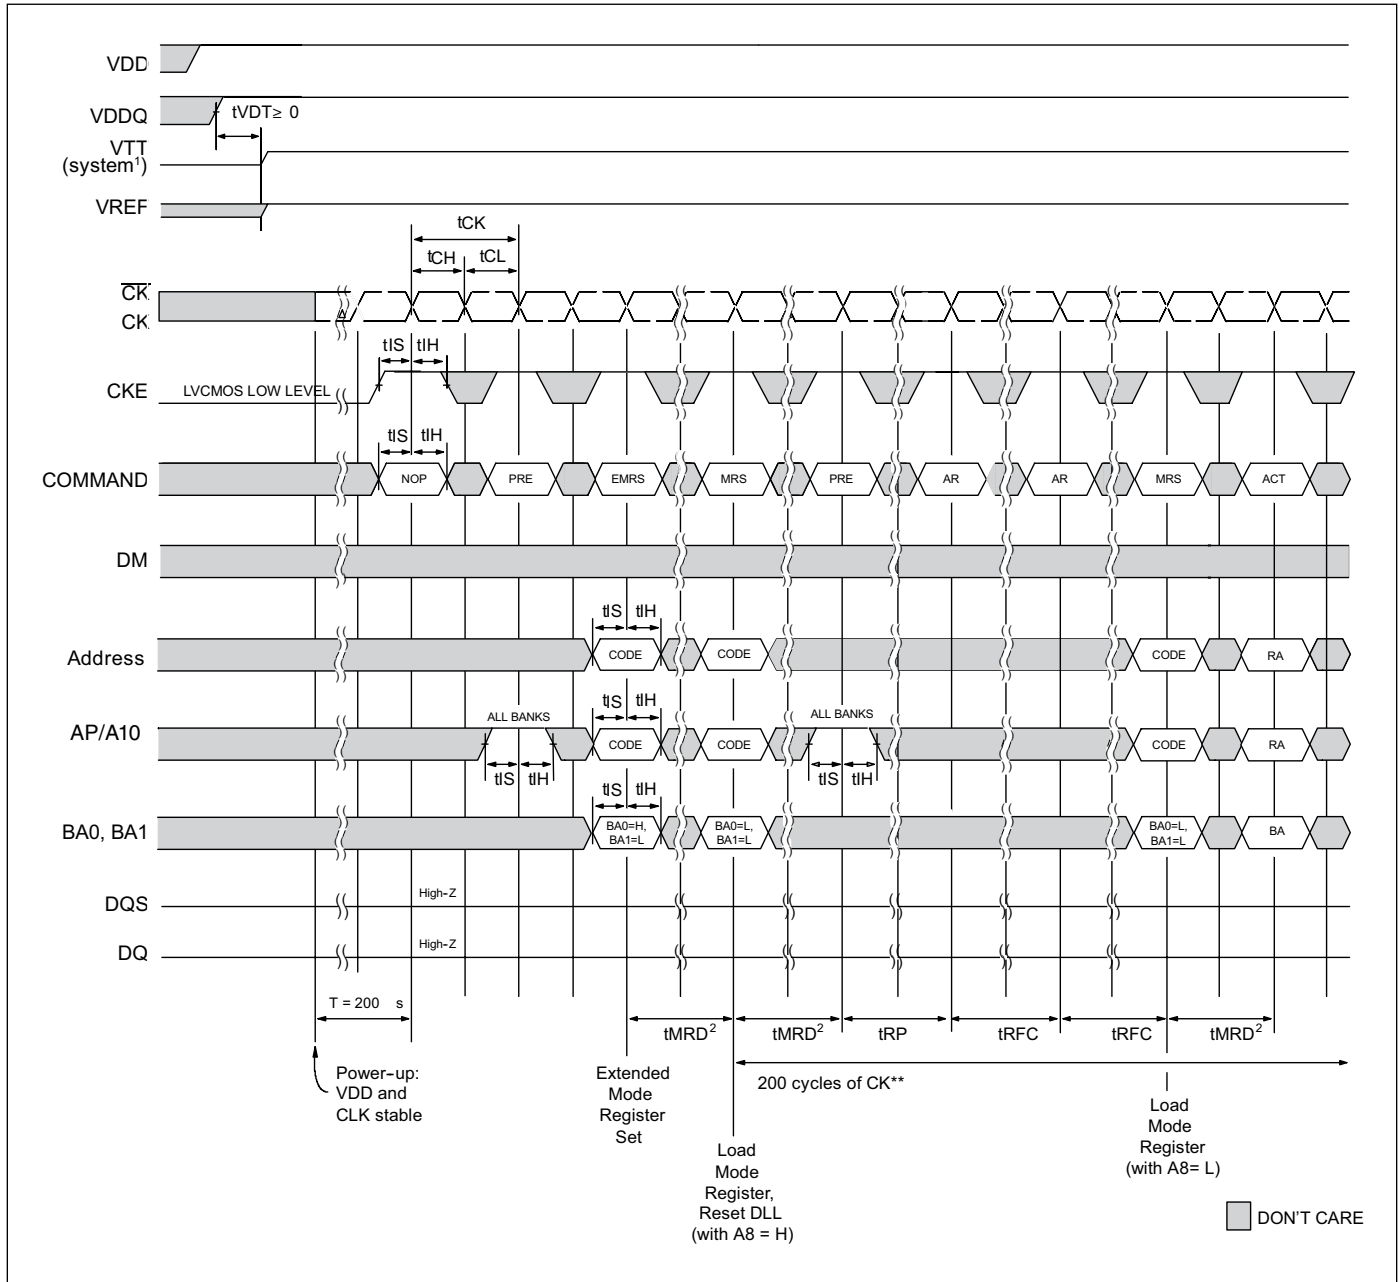 VDD
VDDQ
tVDT≥ 0
VTT
(system¹)
VREF
tCK
tCH
tCL
CK
CK
tIS
tIH
CKE
LVCMOS LOW LEVEL
tIS
tIH
COMMAND
NOP
PRE
EMRS
MRS
PRE
AR
AR
MRS
ACT
DM
tIS
tIH
Address
CODE
CODE
CODE
RA
ALL BANKS
tIS
tIH
ALL BANKS
AP/A10
CODE
CODE
CODE
RA
tIS
tIH
tIS
tIH
tIS
tIH
BA0, BA1
BA0=H,
BA1=L
BA0=L,
BA1=L
BA0=L,
BA1=L
BA
DQS
High-Z
DQ
High-Z
T = 200 s
tMRD²
tMRD²
tRP
tRFC
tRFC
tMRD²
Power-up:
VDD and
CLK stable
Extended
Mode
Register
Set
200 cycles of CK**
Load
Mode
Register,
Reset DLL
(with A8 = H)
Load
Mode
Register
(with A8= L)
DON'T CARE